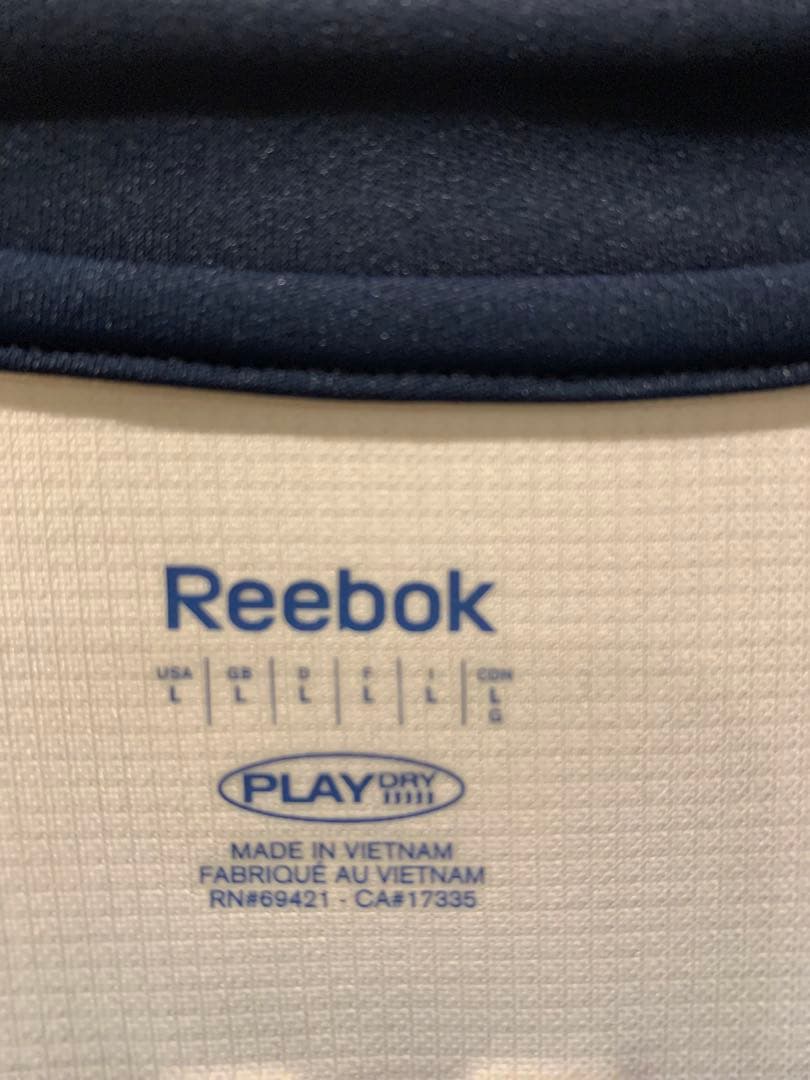 Reebok
USA GB D F I CDN
L L L L L L
G
PLAY DRY
MADE IN VIETNAM
FABRIQUÉ AU VIETNAM
RN#69421 - CA#17335